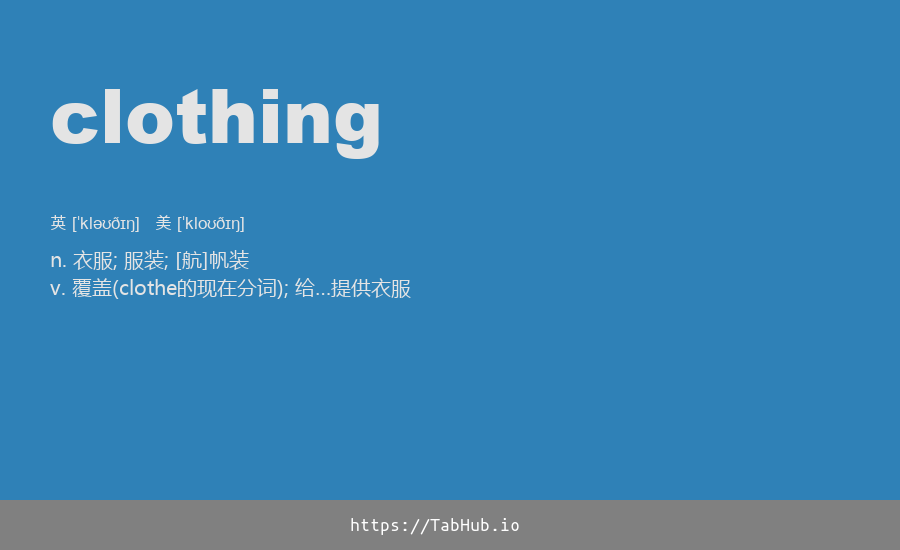 clothing
英 [ˈkləʊðɪŋ] 美 [ˈkloʊðɪŋ]
n. 衣服; 服装; [航]帆装
v. 覆盖(clothe的现在分词); 给…提供衣服
https://TabHub.io